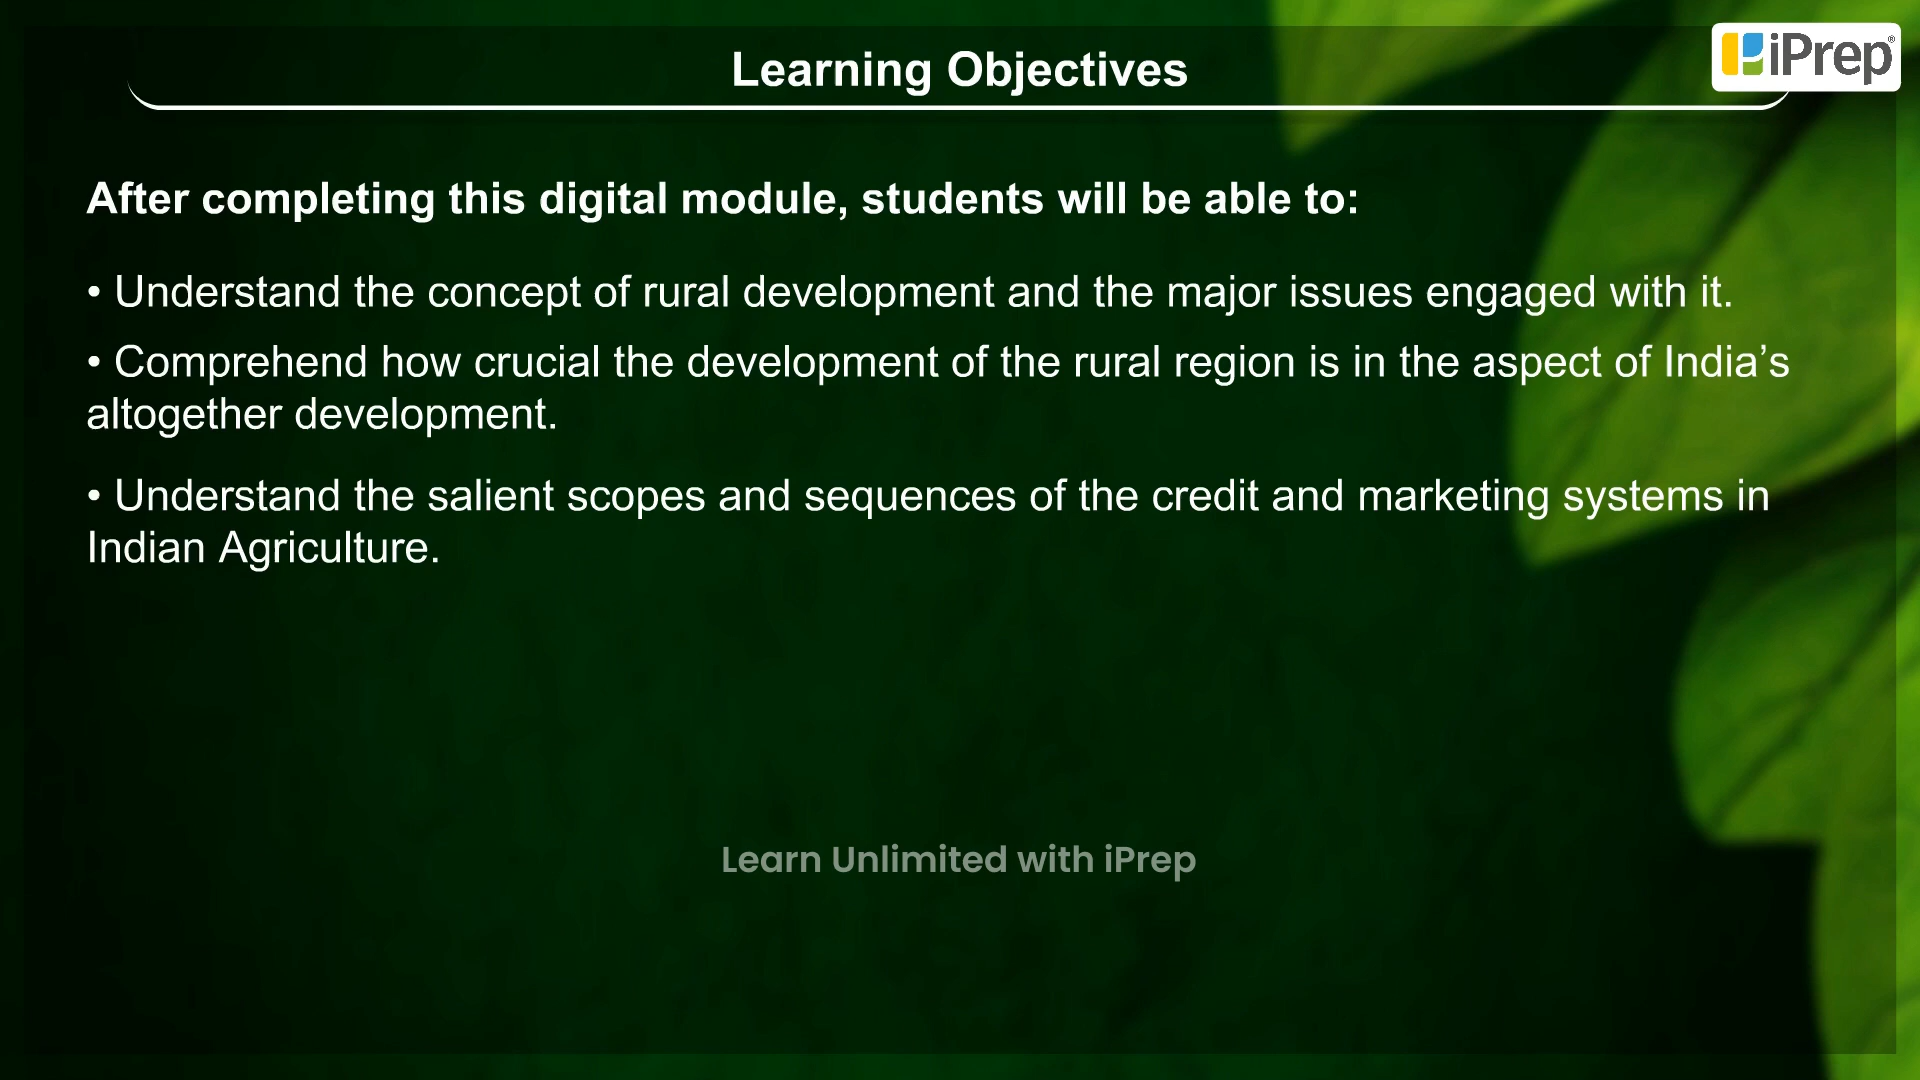 Learning Objectives
iPrep®
After completing this digital module, students will be able to:
• Understand the concept of rural development and the major issues engaged with it.
• Comprehend how crucial the development of the rural region is in the aspect of India’s
altogether development.
• Understand the salient scopes and sequences of the credit and marketing systems in
Indian Agriculture.
Learn Unlimited with iPrep